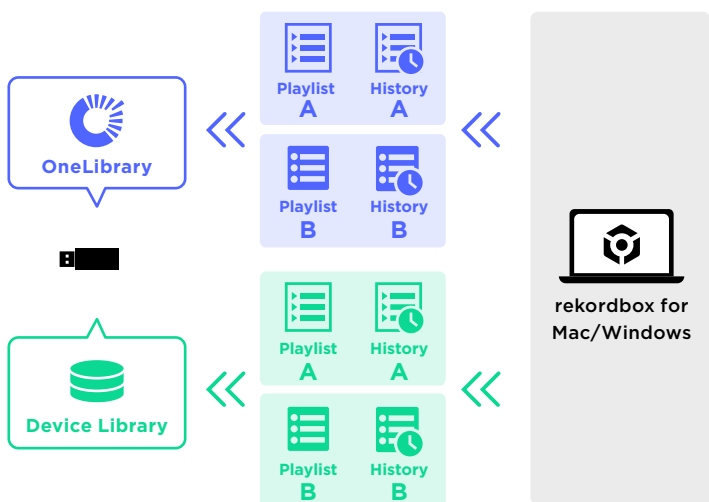 Playlist
A
History
A
OneLibrary
Playlist
B
History
B
rekordbox for
Mac/Windows
Playlist
A
History
A
Device Library
Playlist
B
History
B